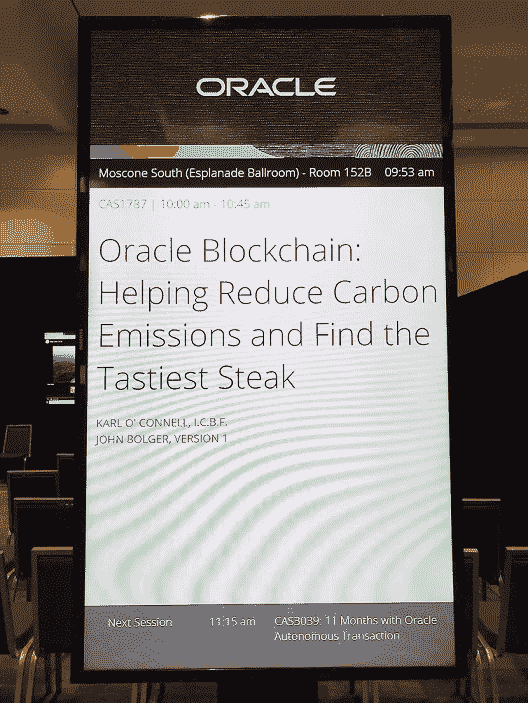 ORACLE
Moscone South (Esplanade Ballroom) - Room 152B 09:53 am
CAS1737 | 10:00 am - 10:45 am
Oracle Blockchain:
Helping Reduce Carbon
Emissions and Find the
Tastiest Steak
KARL O' CONNELL, I.C.B.F.
JOHN BOLGER, VERSION 1
Next Session 11:15 am CAS3039: 11 Months with Oracle
Autonomous Transaction